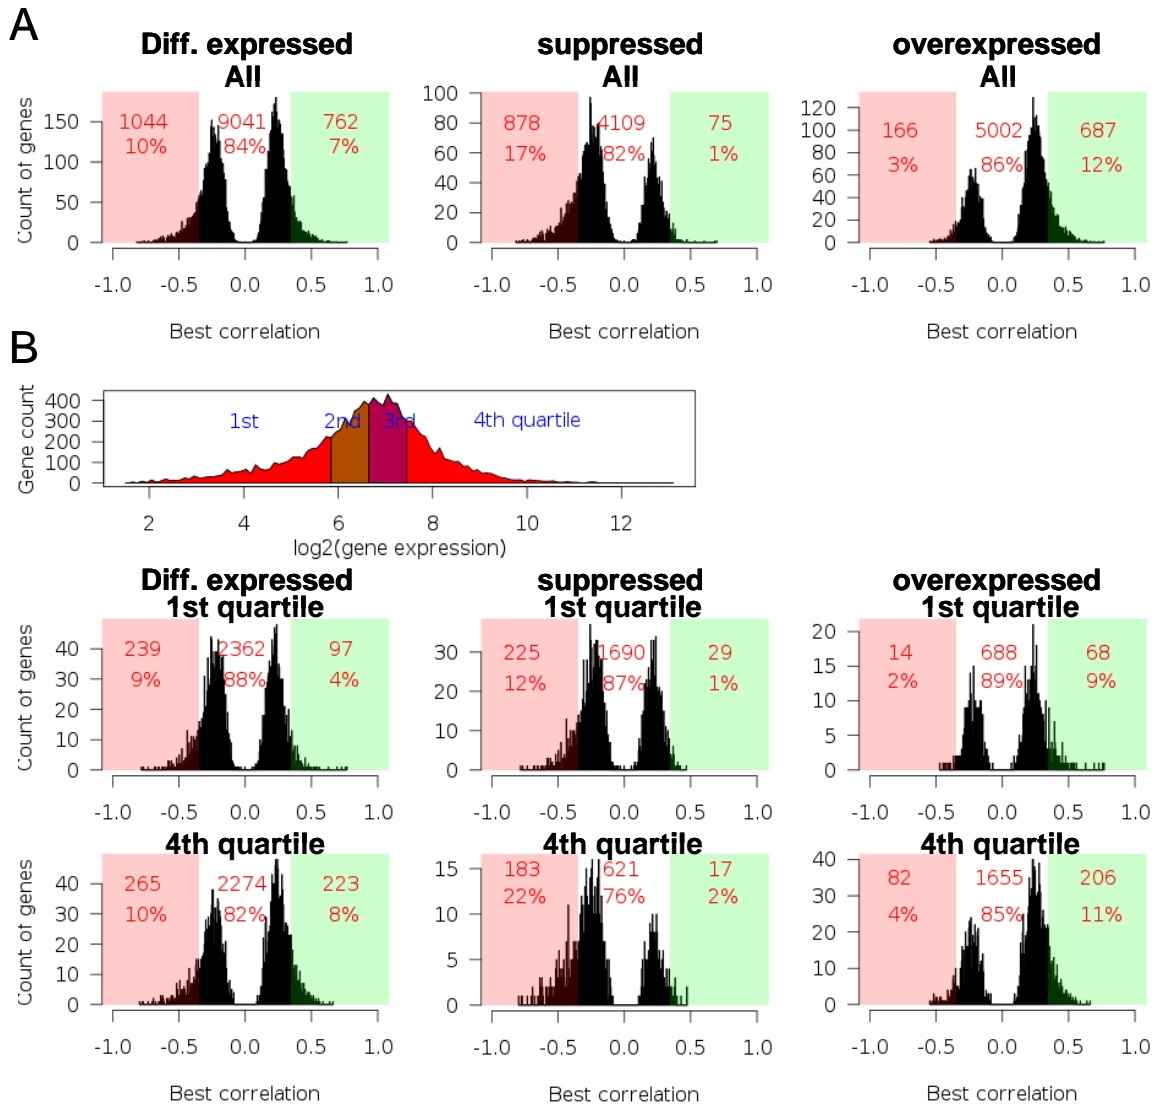 A
Diff. expressed
All
suppressed
All
overexpressed
All
Count of genes
150
100
50
0
1044 9041 762
10% 84% 7%
-1.0 -0.5 0.0 0.5 1.0
Best correlation
100
80
60
40
20
0
878 4109 75
17% 82% 1%
-1.0 -0.5 0.0 0.5 1.0
Best correlation
120
100
80
60
40
20
0
166 5002 687
3% 86% 12%
-1.0 -0.5 0.0 0.5 1.0
Best correlation
B
Gene count
400
300
200
100
0
1st 2nd 3rd 4th quartile
2 4 6 8 10 12
log2(gene expression)
Diff. expressed
1st quartile
suppressed
1st quartile
overexpressed
1st quartile
Count of genes
40
30
20
10
0
239 2362 97
9% 88% 4%
-1.0 -0.5 0.0 0.5 1.0
30
20
10
0
225 1690 29
12% 87% 1%
-1.0 -0.5 0.0 0.5 1.0
20
15
10
5
0
14 688 68
2% 89% 9%
-1.0 -0.5 0.0 0.5 1.0
4th quartile
4th quartile
4th quartile
Count of genes
40
30
20
10
0
265 2274 223
10% 82% 8%
-1.0 -0.5 0.0 0.5 1.0
Best correlation
15
10
5
0
183 621 17
22% 76% 2%
-1.0 -0.5 0.0 0.5 1.0
Best correlation
40
30
20
10
0
82 1655 206
4% 85% 11%
-1.0 -0.5 0.0 0.5 1.0
Best correlation